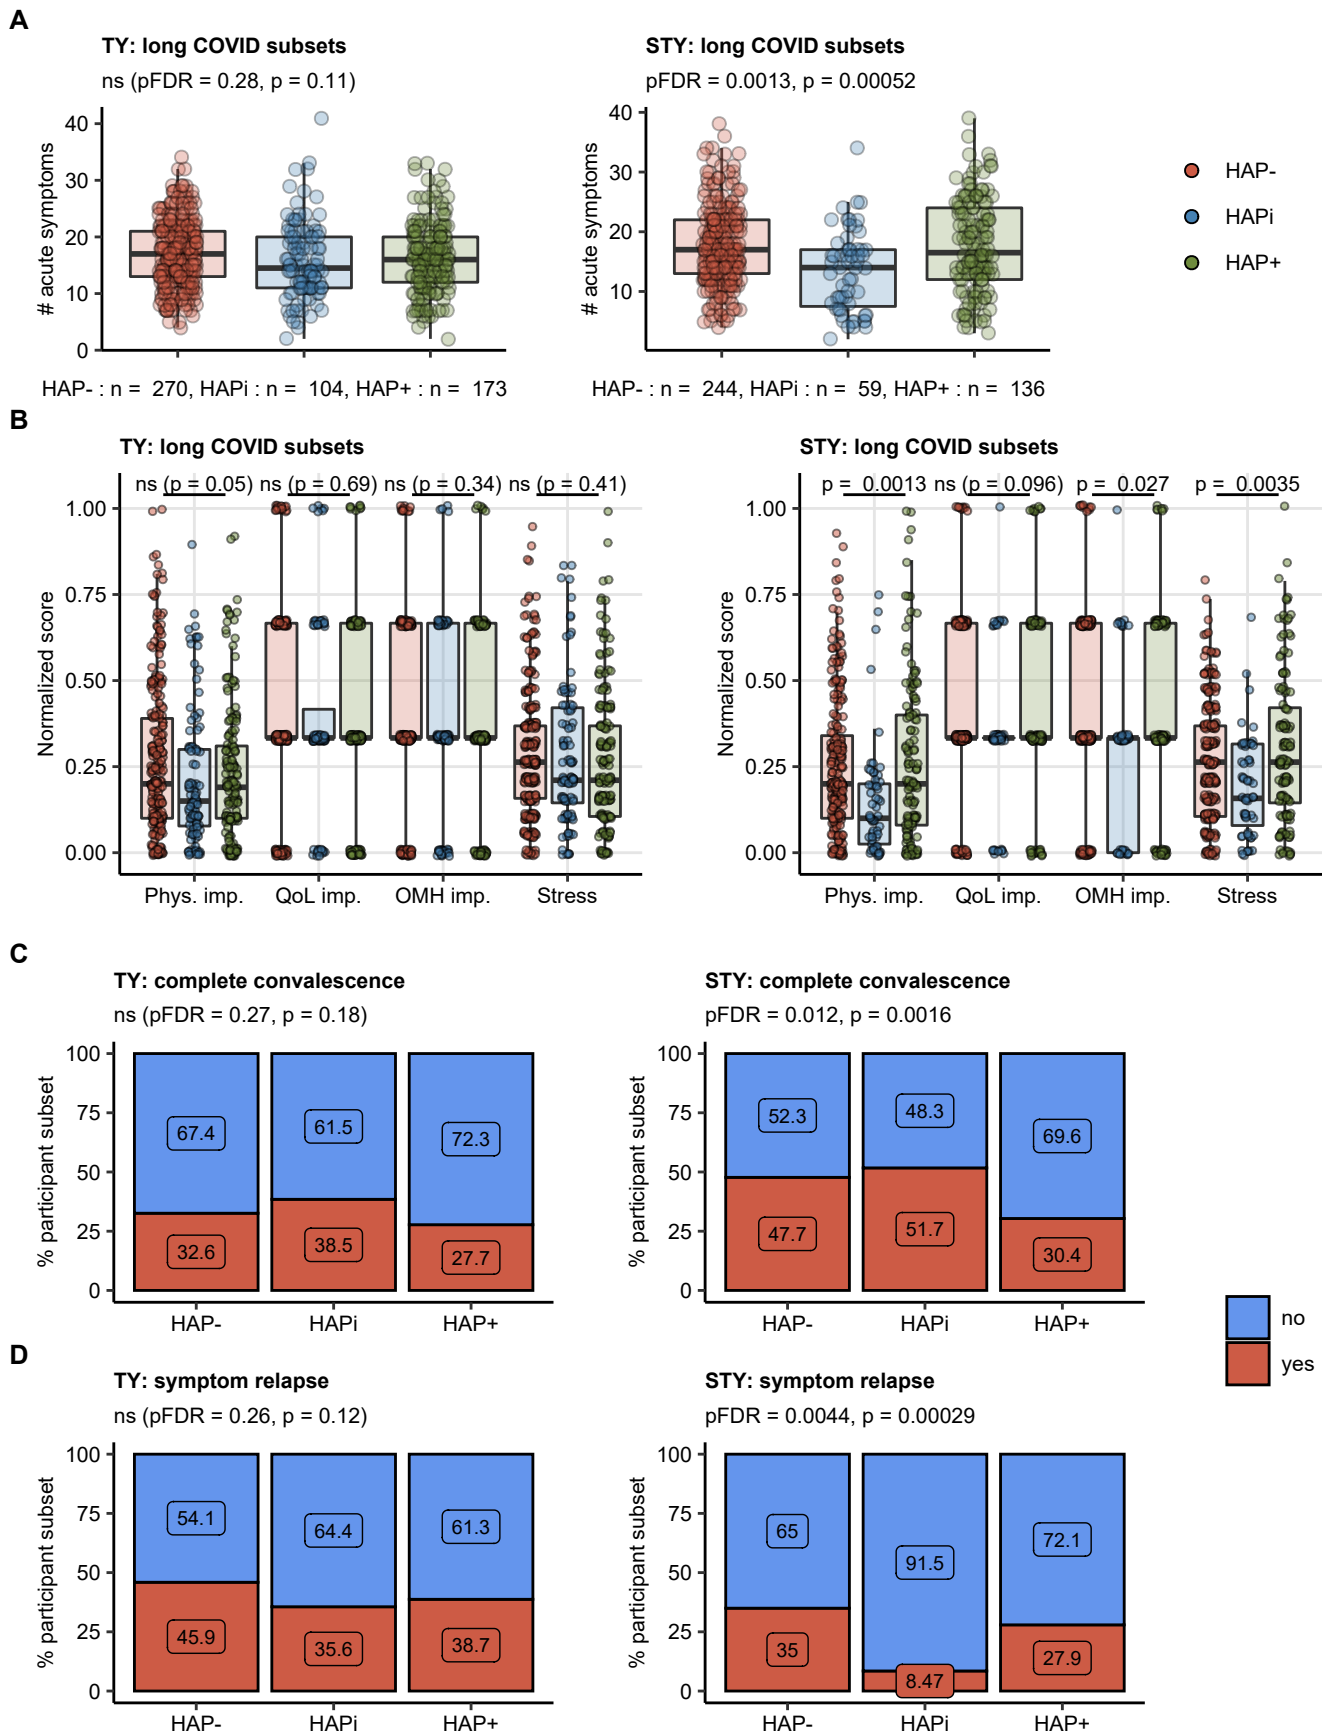 A
TY: long COVID subsets
ns (pFDR = 0.28, p = 0.11)
# acute symptoms
40
30
20
10
0
HAP- : n = 270, HAPi : n = 104, HAP+ : n = 173
STY: long COVID subsets
pFDR = 0.0013, p = 0.00052
# acute symptoms
40
30
20
10
HAP- : n = 244, HAPi : n = 59, HAP+ : n = 136
HAP-
HAPi
HAP+
B
TY: long COVID subsets
ns (p = 0.05) ns (p = 0.69) ns (p = 0.34) ns (p = 0.41)
Normalized score
1.00
0.75
0.50
0.25
0.00
Phys. imp. QoL imp. OMH imp. Stress
STY: long COVID subsets
p = 0.0013 ns (p = 0.096) p = 0.027 p = 0.0035
Normalized score
1.00
0.75
0.50
0.25
0.00
Phys. imp. QoL imp. OMH imp. Stress
C
TY: complete convalescence
ns (pFDR = 0.27, p = 0.18)
% participant subset
100
75
50
25
0
67.4 61.5 72.3
32.6 38.5 27.7
HAP- HAPi HAP+
STY: complete convalescence
pFDR = 0.012, p = 0.0016
% participant subset
100
75
50
25
0
52.3 48.3 69.6
47.7 51.7 30.4
HAP- HAPi HAP+
no
yes
D
TY: symptom relapse
ns (pFDR = 0.26, p = 0.12)
% participant subset
100
75
50
25
0
54.1 64.4 61.3
45.9 35.6 38.7
HAP- HAPi HAP+
STY: symptom relapse
pFDR = 0.0044, p = 0.00029
% participant subset
100
75
50
25
0
65 91.5 72.1
35 8.47 27.9
HAP- HAPi HAP+